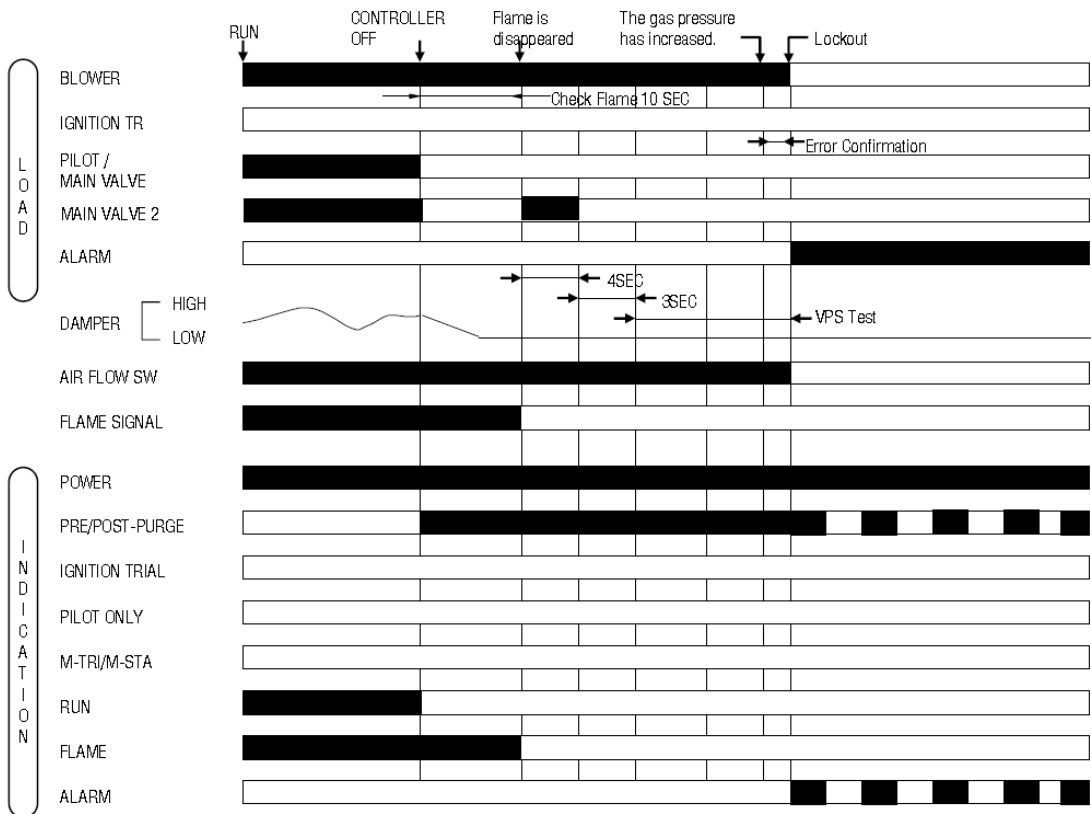 RUN
CONTROLLER
OFF
Flame is
disappeared
The gas pressure
has increased.
Lockout
LOAD
BLOWER
Check Flame 10 SEC
IGNITION TR
Error Confirmation
PILOT /
MAIN VALVE
MAIN VALVE 2
ALARM
4SEC
3SEC
DAMPER
HIGH
LOW
VPS Test
AIR FLOW SW
FLAME SIGNAL
INDICATION
POWER
PRE/POST-PURGE
IGNITION TRIAL
PILOT ONLY
M-TRI/M-STA
RUN
FLAME
ALARM